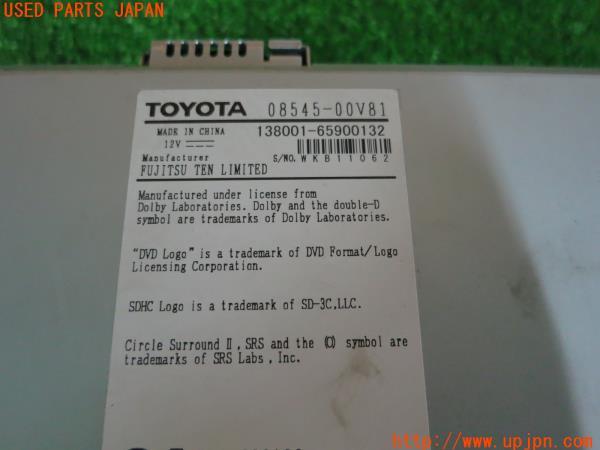 USED PARTS JAPAN
TOYOTA 08545-00V81
MADE IN CHINA 138001-65900132
12V
Manufacturer S/NO. WKB11062
FUJITSU TEN LIMITED
Manufactured under license from
Dolby Laboratories. Dolby and the double-D
symbol are trademarks of Dolby Laboratories.
"DVD Logo" is a trademark of DVD Format/Logo
Licensing Corporation.
SDHC Logo is a trademark of SD-3C,LLC.
Circle Surround II, SRS and the symbol are
trademarks of SRS Labs, Inc.
http://www.upjpn.com/